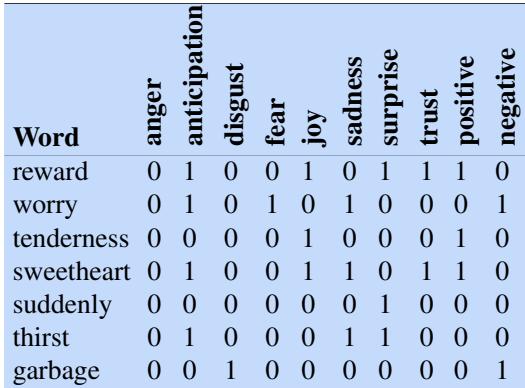 Word anger anticipation disgust fear joy sadness surprise trust positive negative
reward 0 1 0 0 1 0 1 1 1 0
worry 0 1 0 1 0 1 0 0 0 1
tenderness 0 0 0 0 1 0 0 0 1 0
sweetheart 0 1 0 0 1 1 0 1 1 0
suddenly 0 0 0 0 0 0 1 0 0 0
thirst 0 1 0 0 0 1 1 0 0 0
garbage 0 0 1 0 0 0 0 0 0 1